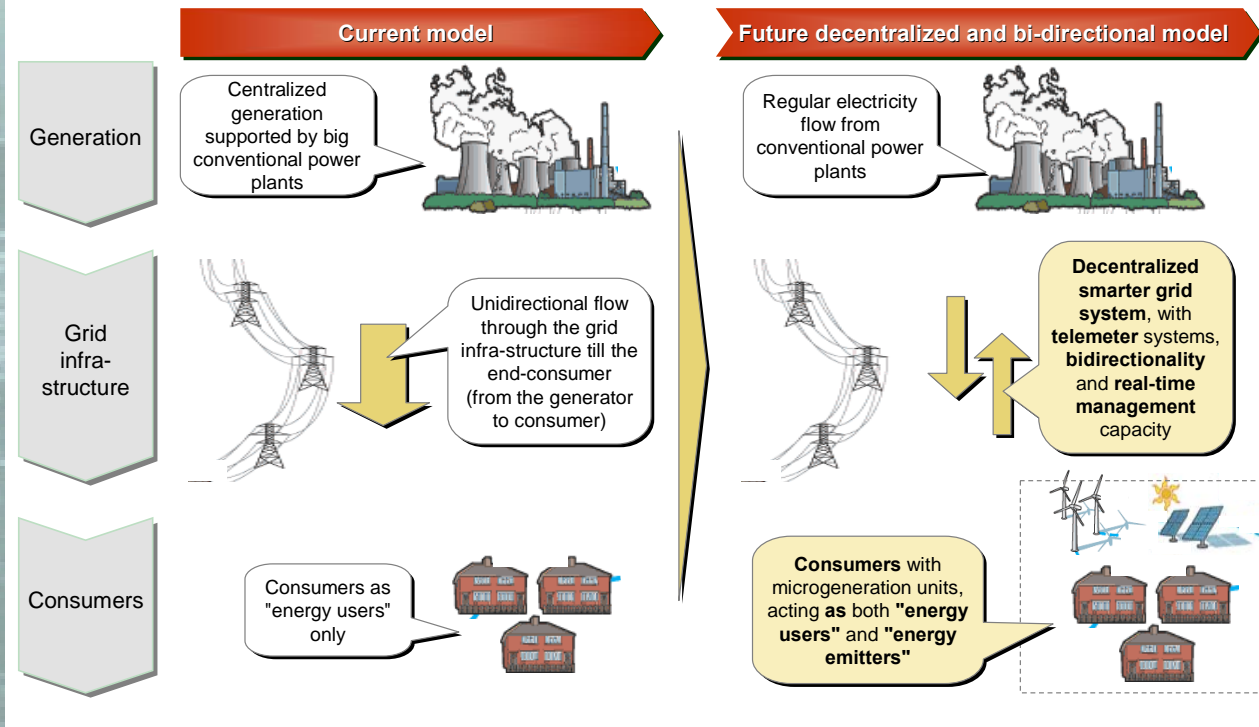 Current model
Future decentralized and bi-directional model
Generation
Centralized
generation
supported by big
conventional power
plants
Regular electricity
flow from
conventional power
plants
Grid
infra-
structure
Unidirectional flow
through the grid
infra-structure till the
end-consumer
(from the generator
to consumer)
Decentralized
smarter grid
system, with
telemeter systems,
bidirectionality
and real-time
management
capacity
Consumers
Consumers as
"energy users"
only
Consumers with
microgeneration units,
acting as both "energy
users" and "energy
emitters"